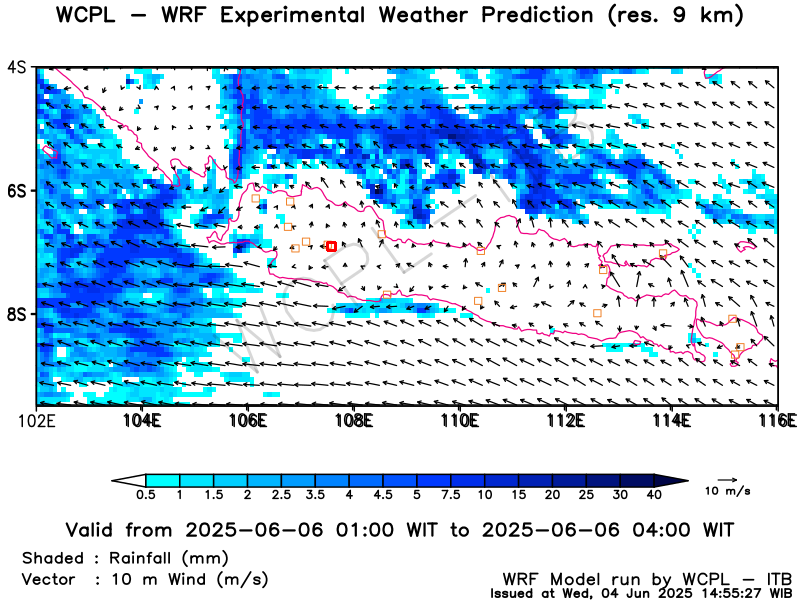 WCPL – WRF Experimental Weather Prediction (res. 9 km)
4S
6S
8S
102E 104E 106E 108E 110E 112E 114E 116E
WCPL-ITB
0.5 1 1.5 2 2.5 3.5 4 4.5 5 7.5 10 15 20 25 30 40
10 m/s
Valid from 2025-06-06 01:00 WIT to 2025-06-06 04:00 WIT
Shaded : Rainfall (mm)
Vector : 10 m Wind (m/s)
WRF Model run by WCPL – ITB
Issued at Wed, 04 Jun 2025 14:55:27 WIB